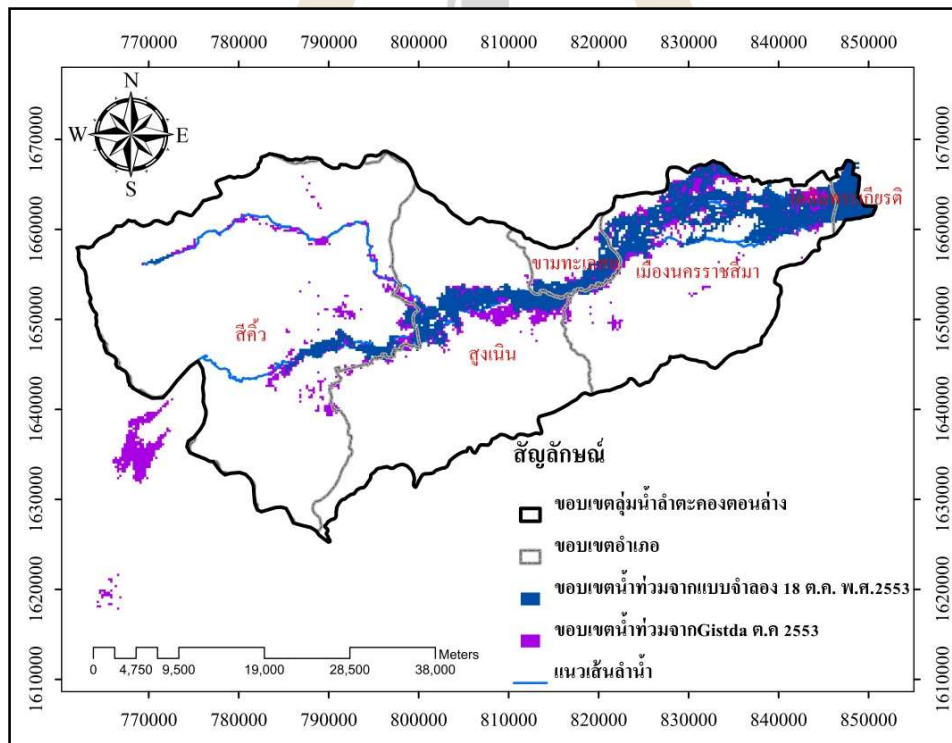 770000 780000 790000 800000 810000 820000 830000 840000 850000
N
W E
S
1670000 1670000
1660000 1660000
1650000 1650000
1640000 1640000
1630000 1630000
1620000 1620000
1610000 1610000
ขามทะเลสอ
เมืองนครราชสีมา
สีคิ้ว
สูงเนิน
สัญลักษณ์
ขอบเขตลุ่มน้ำลำตะคองตอนล่าง
ขอบเขตอำเภอ
ขอบเขตน้ำท่วมจากแบบจำลอง 18 ต.ค. พ.ศ.2553
ขอบเขตน้ำท่วมจากGistda ต.ค 2553
แนวเส้นลำน้ำ
Meters
0 4,750 9,500 19,000 28,500 38,000
770000 780000 790000 800000 810000 820000 830000 840000 850000